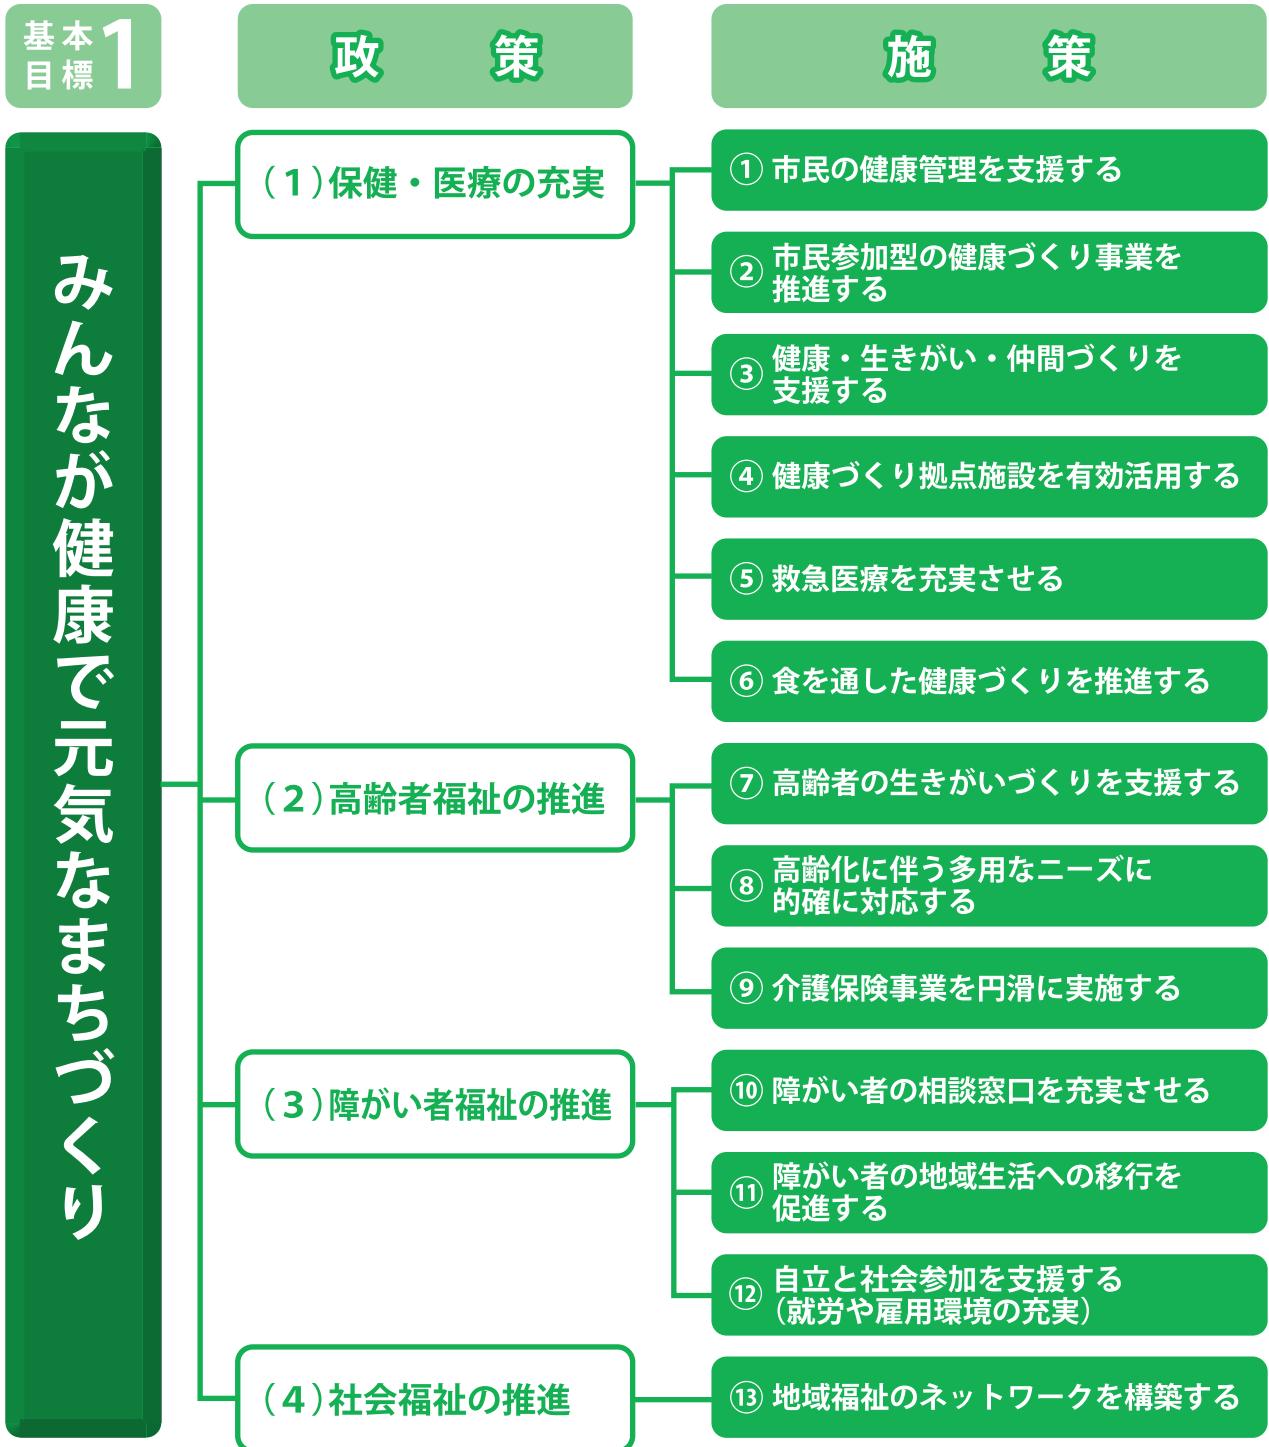 基本目標1
政策
施策
みんなが健康で元気なまちづくり
（1）保健・医療の充実
①市民の健康管理を支援する
②市民参加型の健康づくり事業を
推進する
③健康・生きがい・仲間づくりを
支援する
④健康づくり拠点施設を有効活用する
⑤救急医療を充実させる
⑥食を通した健康づくりを推進する
（2）高齢者福祉の推進
⑦高齢者の生きがいづくりを支援する
⑧高齢化に伴う多用なニーズに
的確に対応する
⑨介護保険事業を円滑に実施する
（3）障がい者福祉の推進
⑩障がい者の相談窓口を充実させる
⑪障がい者の地域生活への移行を
促進する
⑫自立と社会参加を支援する
（就労や雇用環境の充実）
（4）社会福祉の推進
⑬地域福祉のネットワークを構築する